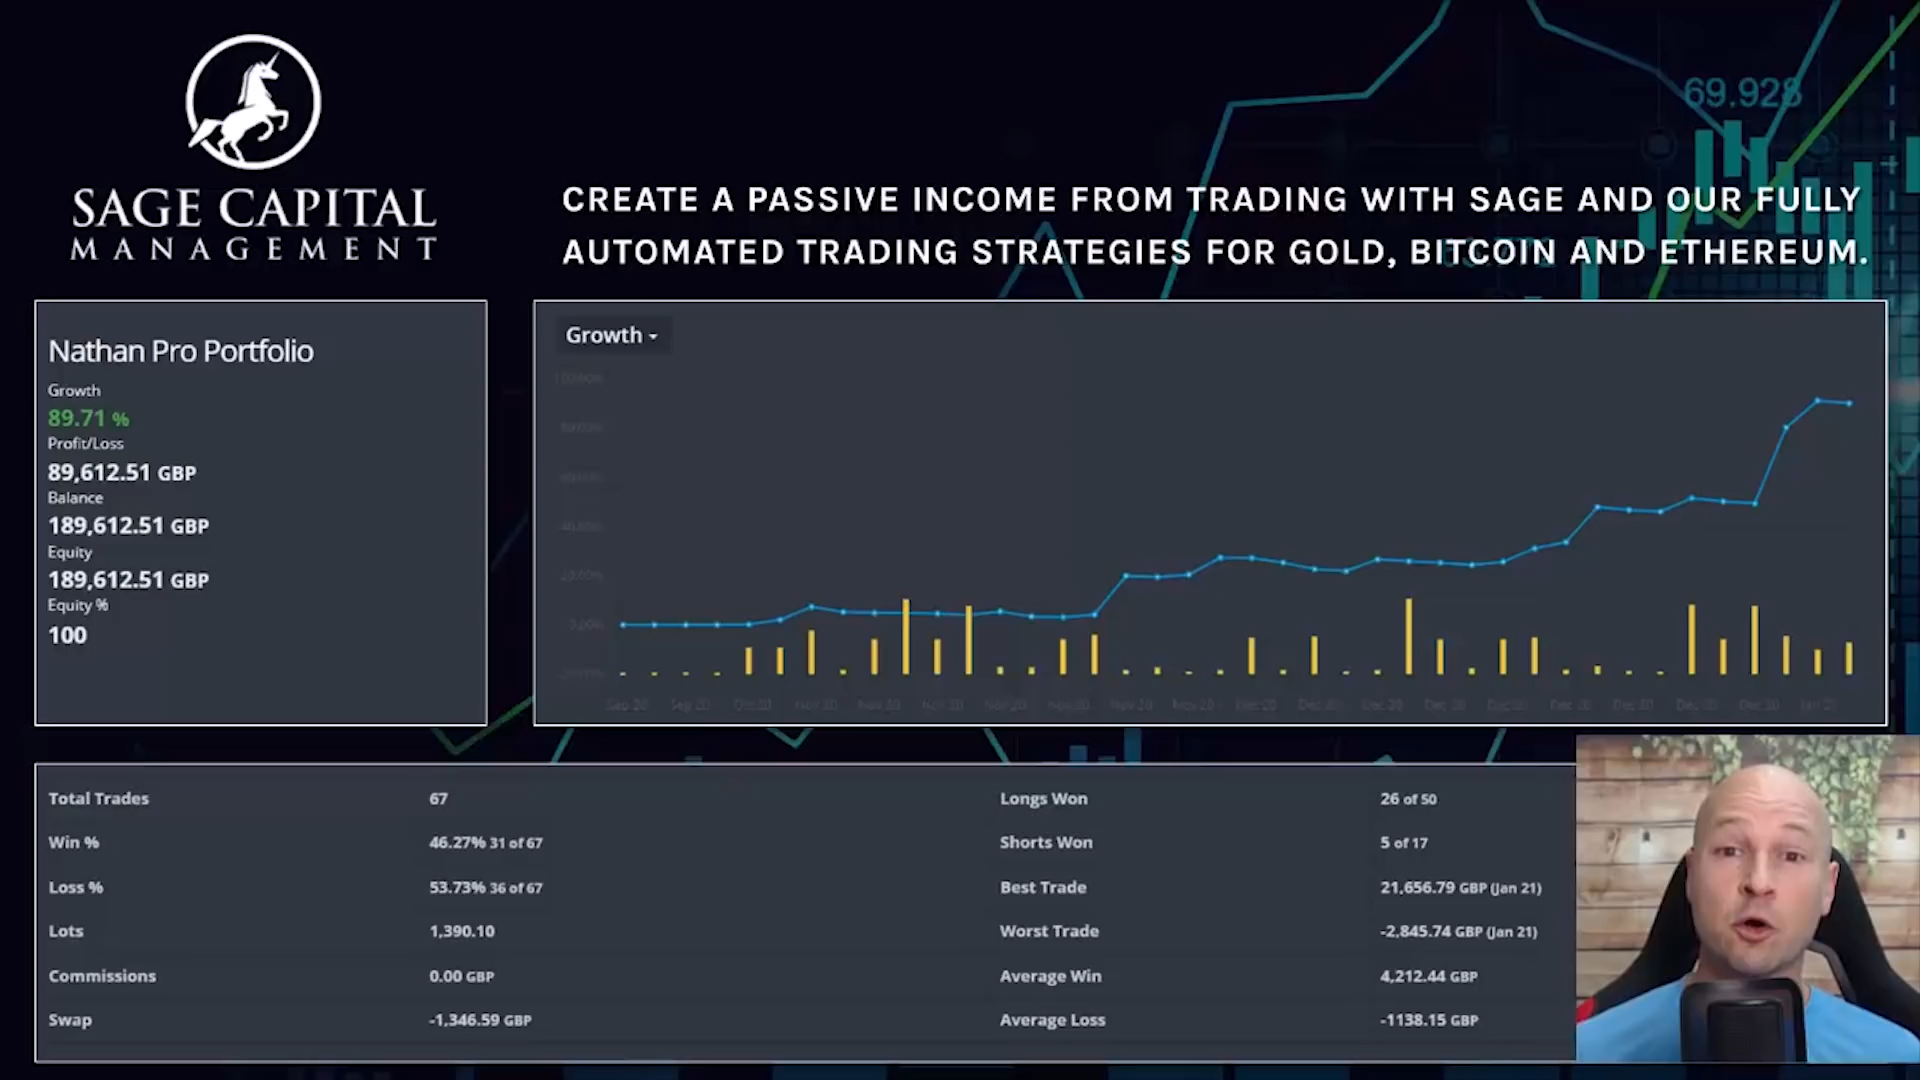 69.928
SAGE CAPITAL
MANAGEMENT
CREATE A PASSIVE INCOME FROM TRADING WITH SAGE AND OUR FULLY
AUTOMATED TRADING STRATEGIES FOR GOLD, BITCOIN AND ETHEREUM.
Nathan Pro Portfolio
Growth
89.71 %
Profit/Loss
89,612.51 GBP
Balance
189,612.51 GBP
Equity
189,612.51 GBP
Equity %
100
Growth
Total Trades 67
Win % 46.27% 31 of 67
Loss % 53.73% 36 of 67
Lots 1,390.10
Commissions 0.00 GBP
Swap -1,346.59 GBP
Longs Won 26 of 50
Shorts Won 5 of 17
Best Trade 21,656.79 GBP (Jan 21)
Worst Trade -2,845.74 GBP (Jan 21)
Average Win 4,212.44 GBP
Average Loss -1138.15 GBP